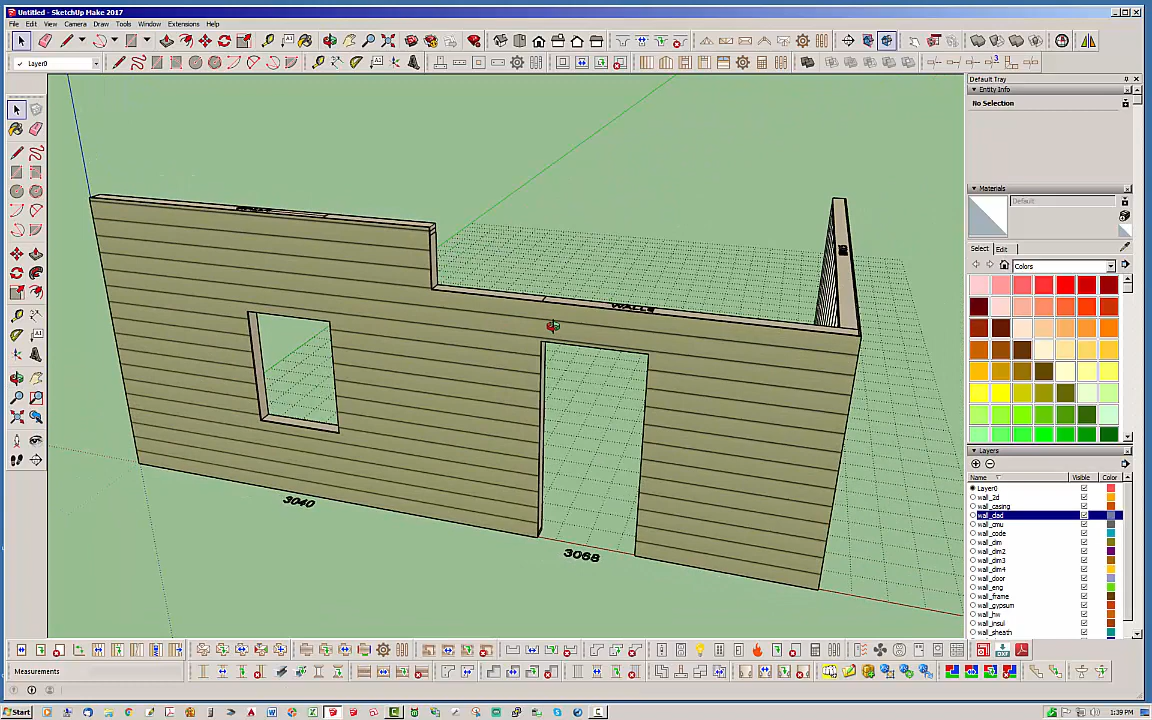 Untitled - SketchUp Make 2017
File Edit View Camera Draw Tools Window Extensions Help
Layer0
Default Tray
Entity Info
No Selection
Materials
Default
Select Edit
Colors
Layers
Name Visible Color
Layer0
wall_2d
wall_casing
wall_clad
wall_cmu
wall_code
wall_dim
wall_dim2
wall_dim3
wall_dim4
wall_door
wall_eng
wall_frame
wall_gypsum
wall_hw
wall_insul
wall_sheath
3040
3068
Measurements
Start
1:39 PM